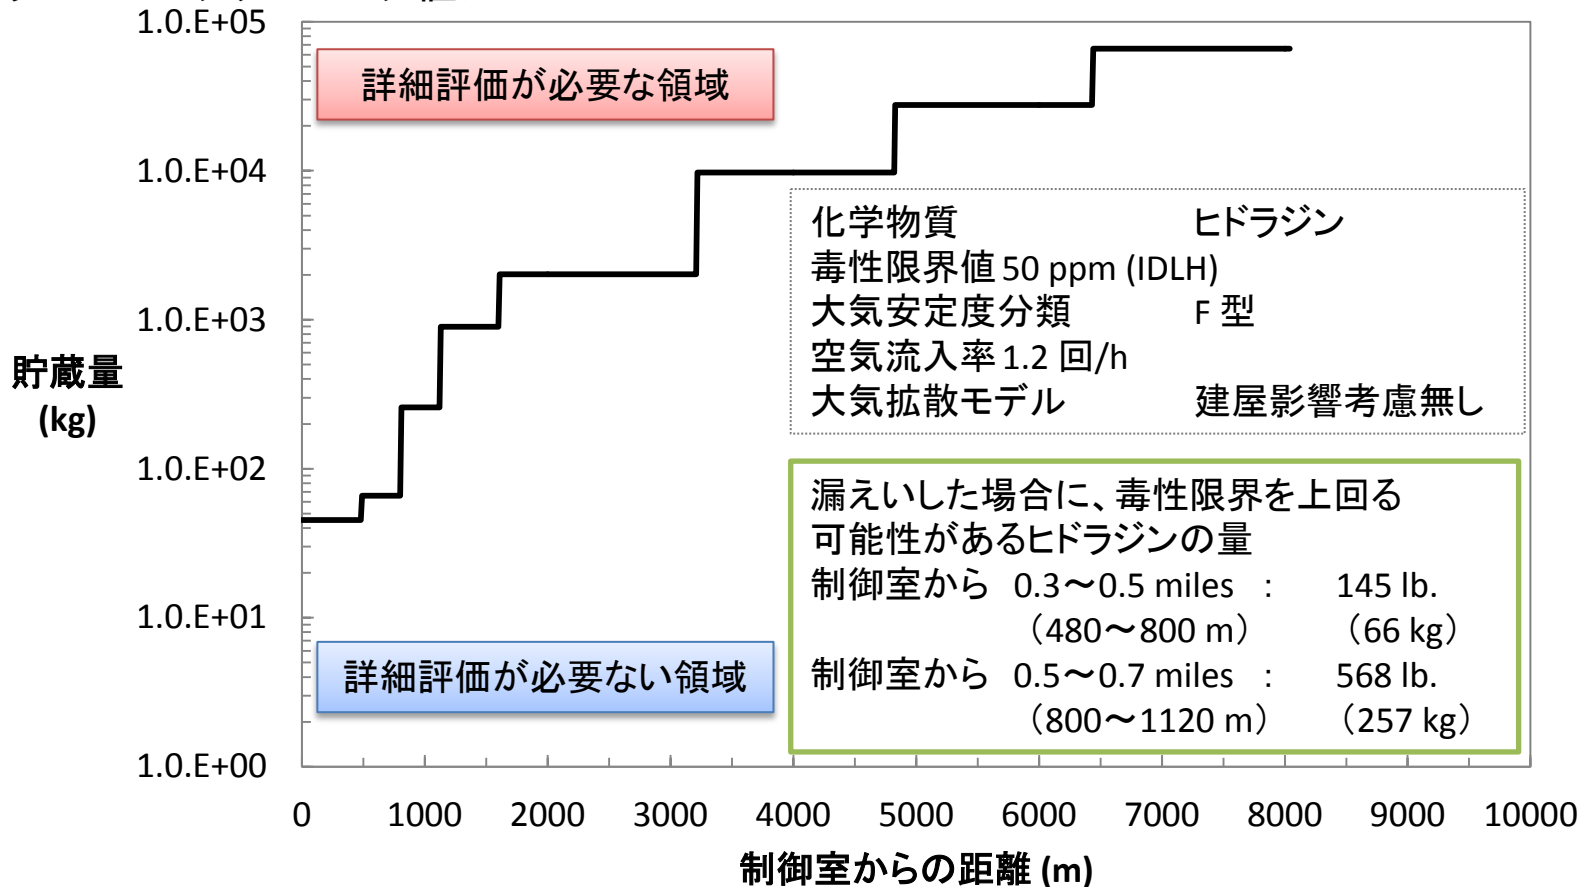 1.0.E+05
詳細評価が必要な領域
1.0.E+04
化学物質 ヒドラジン
毒性限界値 50 ppm (IDLH)
大気安定度分類 F 型
空気流入率 1.2 回/h
大気拡散モデル 建屋影響考慮無し
1.0.E+03
貯蔵量
(kg)
1.0.E+02
漏えいした場合に、毒性限界を上回る
可能性があるヒドラジンの量
制御室から 0.3～0.5 miles : 145 lb.
（480～800 m） （66 kg）
制御室から 0.5～0.7 miles : 568 lb.
（800～1120 m） （257 kg）
1.0.E+01
詳細評価が必要ない領域
1.0.E+00
0 1000 2000 3000 4000 5000 6000 7000 8000 9000 10000
制御室からの距離 (m)